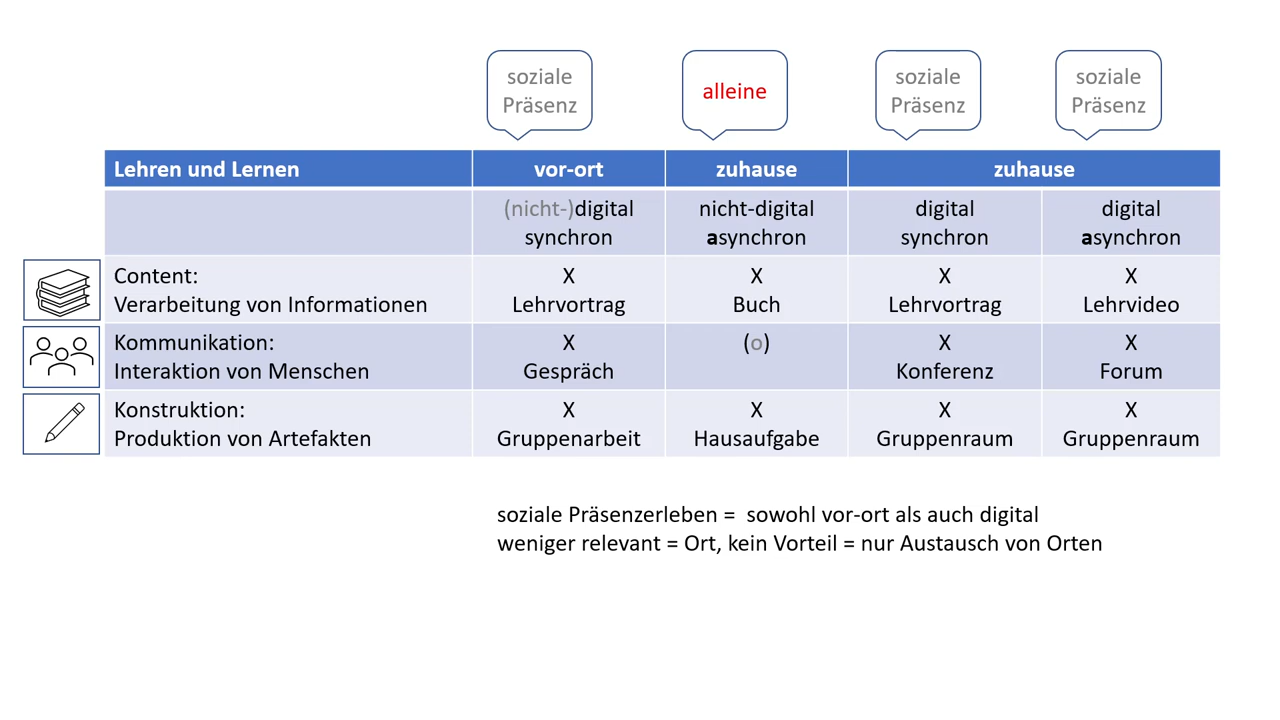 soziale
Präsenz
alleine
soziale
Präsenz
soziale
Präsenz
Lehren und Lernen vor-ort zuhause zuhause
(nicht-)digital nicht-digital digital digital
synchron asynchron synchron asynchron
Content: X X X X
Verarbeitung von Informationen Lehrvortrag Buch Lehrvortrag Lehrvideo
Kommunikation: X (o) X X
Interaktion von Menschen Gespräch Konferenz Forum
Konstruktion: X X X X
Produktion von Artefakten Gruppenarbeit Hausaufgabe Gruppenraum Gruppenraum
soziale Präsenzerleben = sowohl vor-ort als auch digital
weniger relevant = Ort, kein Vorteil = nur Austausch von Orten